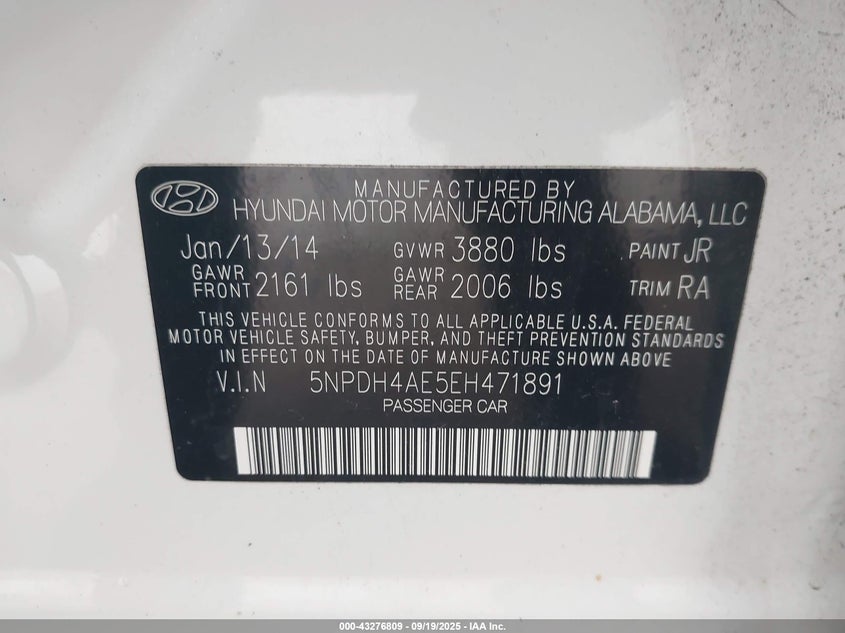 MANUFACTURED BY
HYUNDAI MOTOR MANUFACTURING ALABAMA, LLC
Jan/13/14 GVWR 3880 lbs PAINT JR
GAWR FRONT 2161 lbs GAWR REAR 2006 lbs TRIM RA
THIS VEHICLE CONFORMS TO ALL APPLICABLE U.S.A. FEDERAL
MOTOR VEHICLE SAFETY, BUMPER, AND THEFT PREVENTION STANDARDS
IN EFFECT ON THE DATE OF MANUFACTURE SHOWN ABOVE
V.I.N 5NPDH4AE5EH471891
PASSENGER CAR
000-43276809 - 09/19/2025 - IAA Inc.